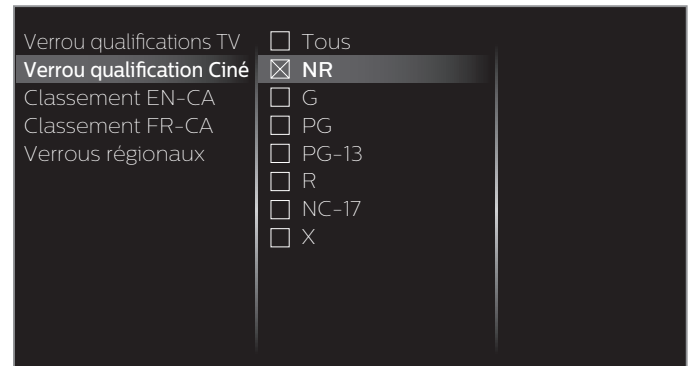 Verrou qualifications TV
Verrou qualification Ciné
Classement EN-CA
Classement FR-CA
Verrous régionaux
Tous
NR
G
PG
PG-13
R
NC-17
X